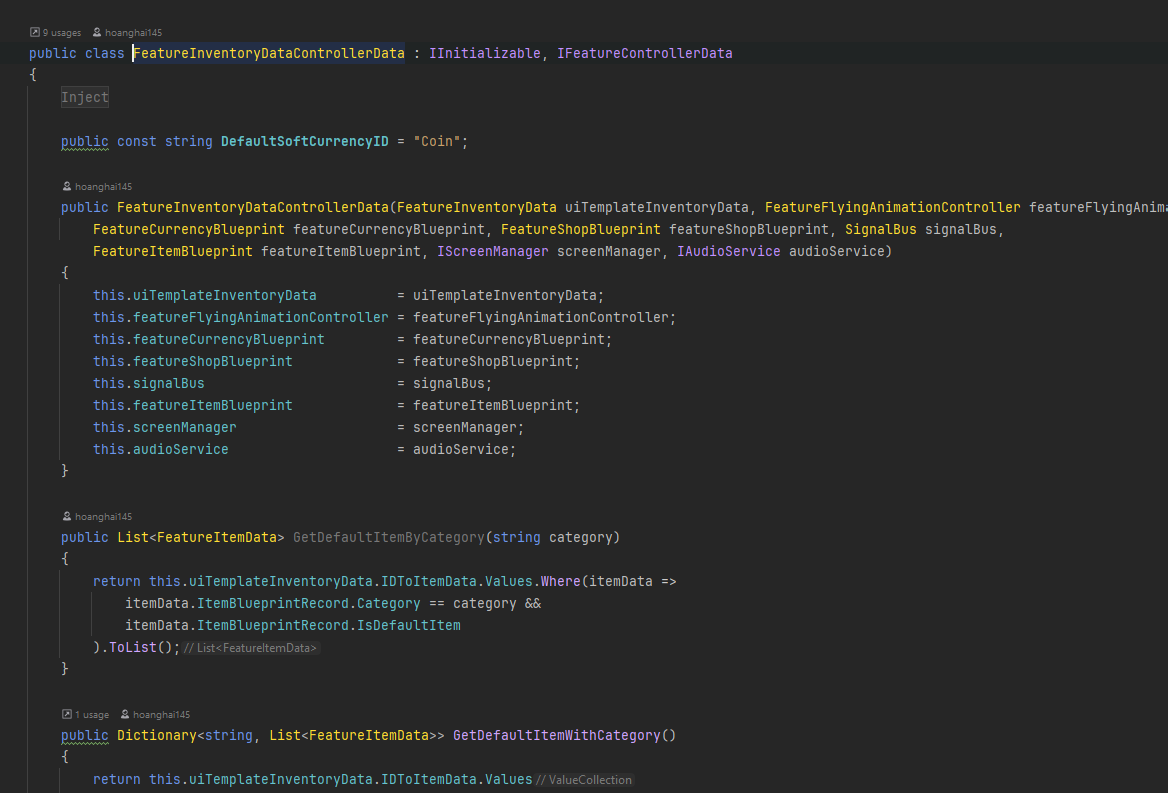 9 usages hoanghai145
public class FeatureInventoryDataControllerData : IInitializable, IFeatureControllerData
{
Inject
public const string DefaultSoftCurrencyID = "Coin";
hoanghai145
public FeatureInventoryDataControllerData(FeatureInventoryData uiTemplateInventoryData, FeatureFlyingAnimationController featureFlyingAnima
FeatureCurrencyBlueprint featureCurrencyBlueprint, FeatureShopBlueprint featureShopBlueprint, SignalBus signalBus,
FeatureItemBlueprint featureItemBlueprint, IScreenManager screenManager, IAudioService audioService)
{
this.uiTemplateInventoryData = uiTemplateInventoryData;
this.featureFlyingAnimationController = featureFlyingAnimationController;
this.featureCurrencyBlueprint = featureCurrencyBlueprint;
this.featureShopBlueprint = featureShopBlueprint;
this.signalBus = signalBus;
this.featureItemBlueprint = featureItemBlueprint;
this.screenManager = screenManager;
this.audioService = audioService;
}
hoanghai145
public List<FeatureItemData> GetDefaultItemByCategory(string category)
{
return this.uiTemplateInventoryData.IDToItemData.Values.Where(itemData =>
itemData.ItemBlueprintRecord.Category == category &&
itemData.ItemBlueprintRecord.IsDefaultItem
).ToList(); // List<FeatureItemData>
}
1 usage hoanghai145
public Dictionary<string, List<FeatureItemData>> GetDefaultItemWithCategory()
{
return this.uiTemplateInventoryData.IDToItemData.Values // ValueCollection